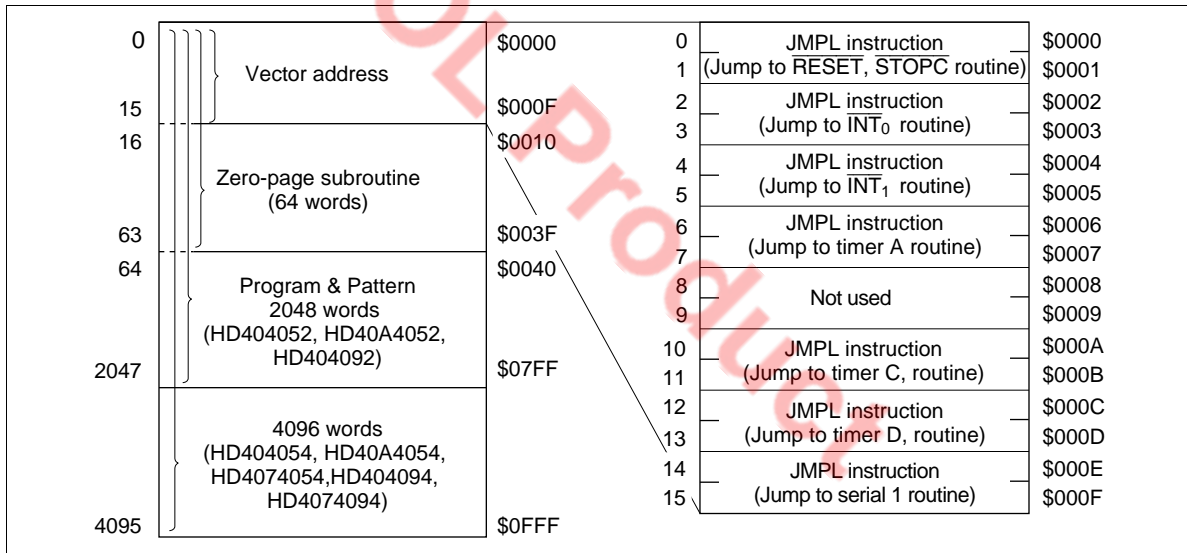 0
$0000
Vector address
15
$000F
16
$0010
Zero-page subroutine
(64 words)
63
$003F
64
$0040
Program & Pattern
2048 words
(HD404052, HD40A4052,
HD404092)
2047
$07FF
4096 words
(HD404054, HD40A4054,
HD4074054,HD404094,
HD4074094)
4095
$0FFF
0
JMPL instruction
$0000
1
(Jump to RESET, STOPC routine)
$0001
2
JMPL instruction
$0002
3
(Jump to INT0 routine)
$0003
4
JMPL instruction
$0004
5
(Jump to INT1 routine)
$0005
6
JMPL instruction
$0006
7
(Jump to timer A routine)
$0007
8
Not used
$0008
9
$0009
10
JMPL instruction
$000A
11
(Jump to timer C, routine)
$000B
12
JMPL instruction
$000C
13
(Jump to timer D, routine)
$000D
14
JMPL instruction
$000E
15
(Jump to serial 1 routine)
$000F
OL Product